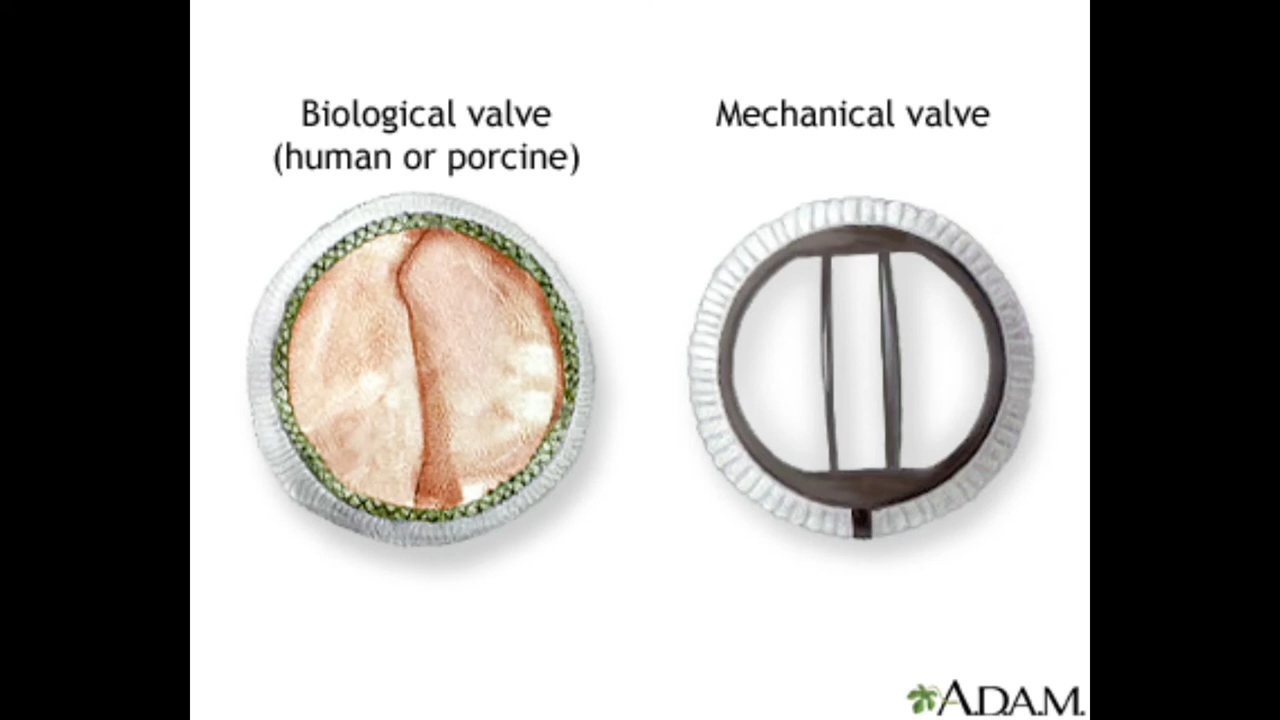 Biological valve
(human or porcine)
Mechanical valve
A.D.A.M.